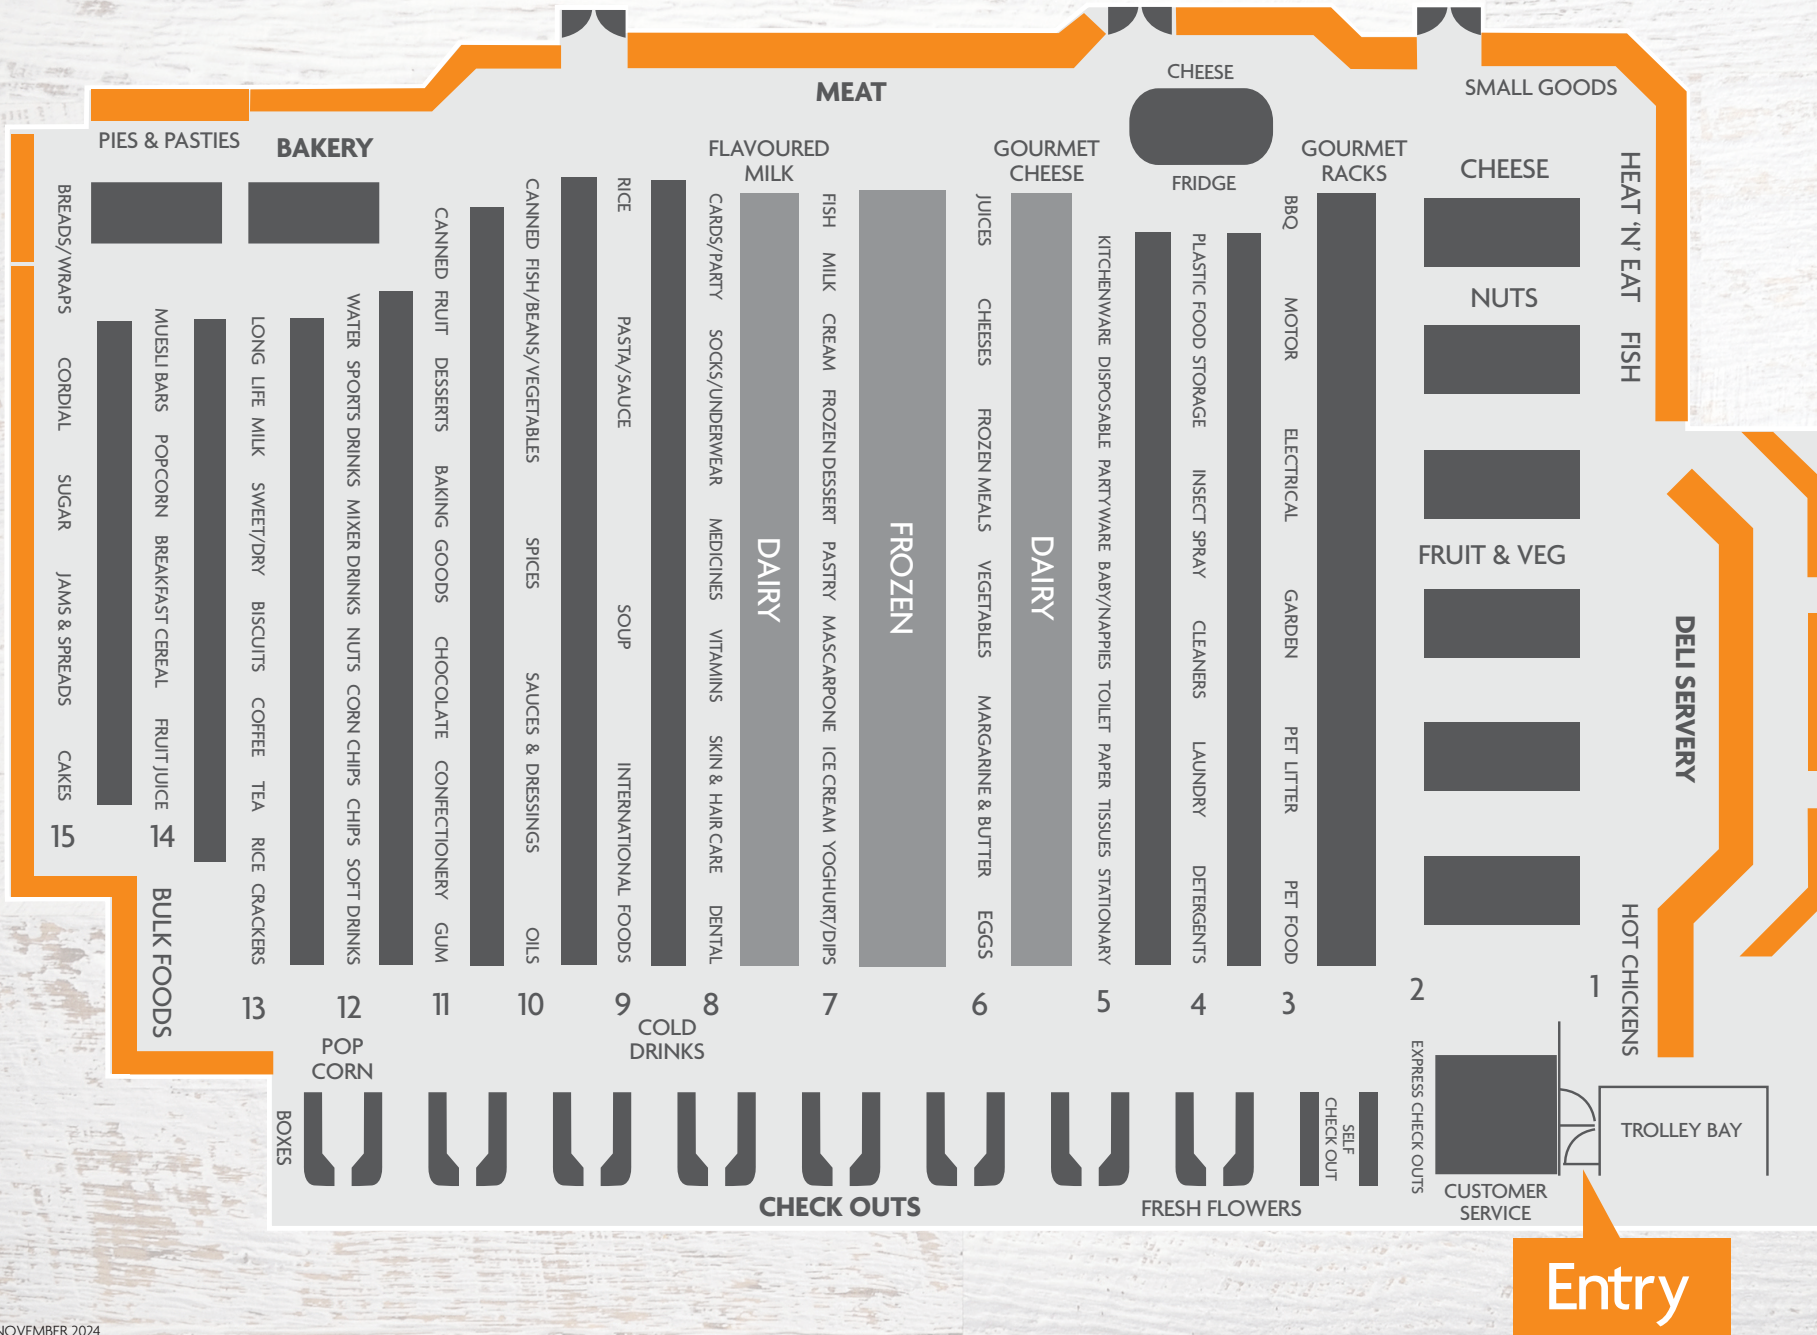 MEAT
CHEESE
FRIDGE
SMALL GOODS
PIES & PASTIES
BAKERY
FLAVOURED
MILK
GOURMET
CHEESE
GOURMET
RACKS
CHEESE
NUTS
FRUIT & VEG
HEAT 'N' EAT FISH
DELI SERVERY
HOT CHICKENS
BREADS/WRAPS CORDIAL SUGAR JAMS & SPREADS CAKES
15
MUESLI BARS POPCORN BREAKFAST CEREAL FRUIT JUICE
14
BULK FOODS
LONG LIFE MILK SWEET/DRY BISCUITS COFFEE TEA RICE CRACKERS
13
WATER SPORTS DRINKS MIXER DRINKS NUTS CORN CHIPS CHIPS SOFT DRINKS
12
CANNED FRUIT DESSERTS BAKING GOODS CHOCOLATE CONFECTIONERY GUM
11
CANNED FISH/BEANS/VEGETABLES SPICES SAUCES & DRESSINGS OILS
10
RICE PASTA/SAUCE SOUP INTERNATIONAL FOODS
9
CARDS/PARTY SOCKS/UNDERWEAR MEDICINES VITAMINS SKIN & HAIR CARE DENTAL
8
DAIRY
FISH MILK CREAM FROZEN DESSERT PASTRY MASCARPONE ICE CREAM YOGHURT/DIPS
7
FROZEN
JUICES CHEESES FROZEN MEALS VEGETABLES MARGARINE & BUTTER EGGS
6
DAIRY
KITCHENWARE DISPOSABLE PARTYWARE BABY/NAPPIES TOILET PAPER TISSUES STATIONARY
5
PLASTIC FOOD STORAGE INSECT SPRAY CLEANERS LAUNDRY DETERGENTS
4
BBQ MOTOR ELECTRICAL GARDEN PET LITTER PET FOOD
3
2
1
POP
CORN
COLD
DRINKS
BOXES
CHECK OUTS
FRESH FLOWERS
SELF
CHECK OUT
EXPRESS CHECK OUTS
CUSTOMER
SERVICE
TROLLEY BAY
Entry
NOVEMBER 2024